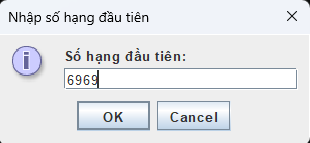 Nhập số hạng đầu tiên
Số hạng đầu tiên:
6969
OK Cancel